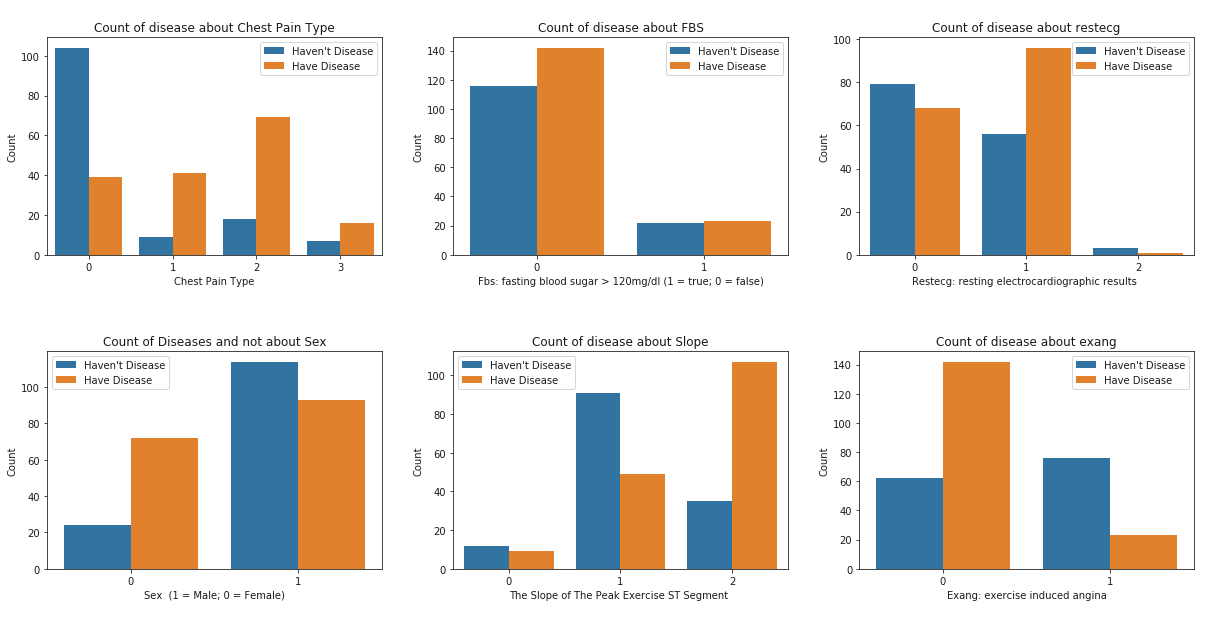 Count of disease about Chest Pain Type
Haven't Disease
Have Disease
100
80
60
40
20
0
Count
0 1 2 3
Chest Pain Type
Count of disease about FBS
Haven't Disease
Have Disease
140
120
100
80
60
40
20
0
Count
0 1
Fbs: fasting blood sugar > 120mg/dl (1 = true; 0 = false)
Count of disease about restecg
Haven't Disease
Have Disease
100
80
60
40
20
0
Count
0 1 2
Restecg: resting electrocardiographic results
Count of Diseases and not about Sex
Haven't Disease
Have Disease
100
80
60
40
20
0
Count
0 1
Sex  (1 = Male; 0 = Female)
Count of disease about Slope
Haven't Disease
Have Disease
100
80
60
40
20
0
Count
0 1 2
The Slope of The Peak Exercise ST Segment
Count of disease about exang
Haven't Disease
Have Disease
140
120
100
80
60
40
20
0
Count
0 1
Exang: exercise induced angina